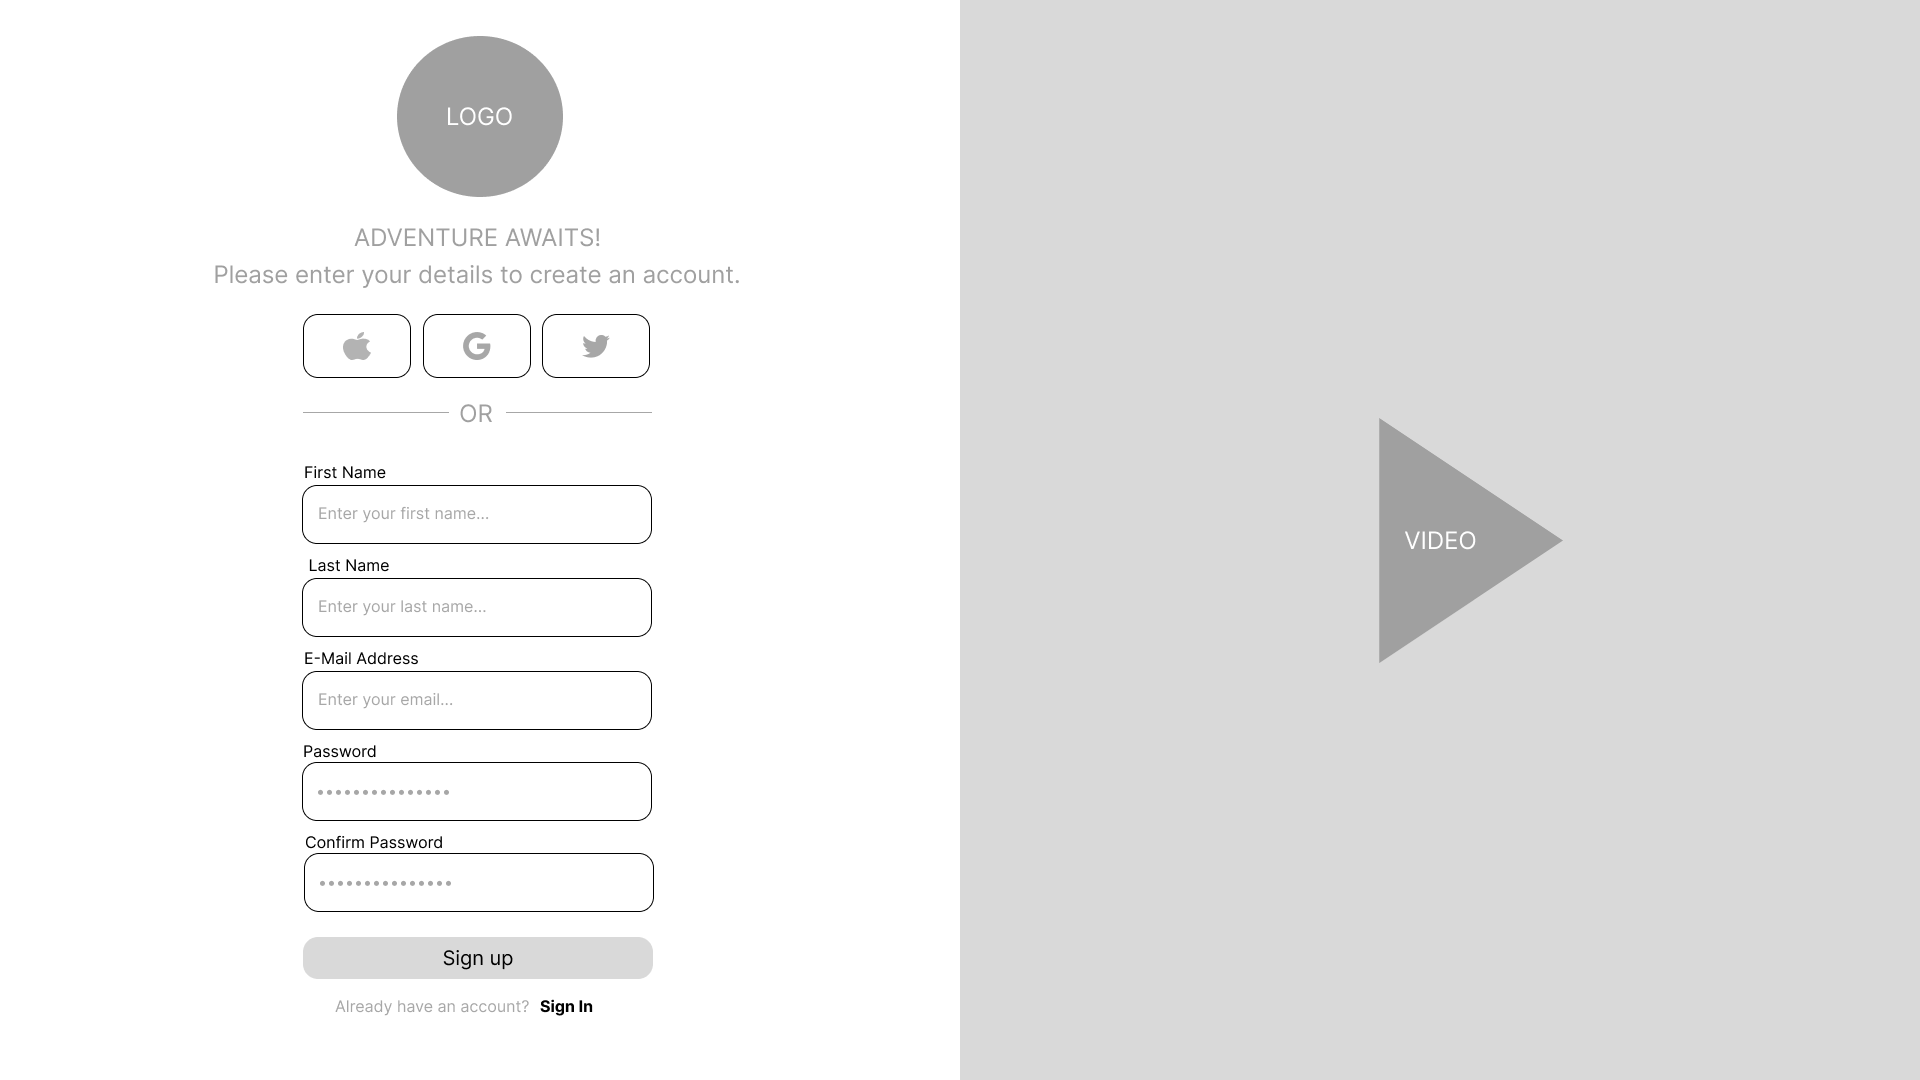 LOGO
ADVENTURE AWAITS!
Please enter your details to create an account.
OR
First Name
Enter your first name...
Last Name
Enter your last name...
E-Mail Address
Enter your email...
Password
•••••••••••••••
Confirm Password
•••••••••••••••
Sign up
Already have an account? Sign In
VIDEO